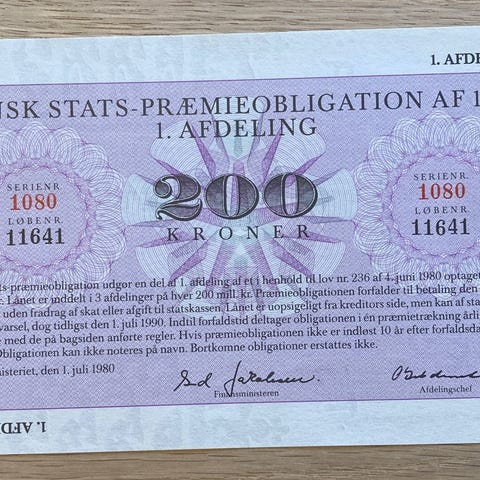 1. AFDE
NSK STATS-PRÆMIEOBLIGATION AF 1
1. AFDELING
SERIENR.
1080
LØBENR.
11641
200
KRONER
SERIENR.
1080
LØBENR.
11641
ts-præmieobligation udgør en del af 1. afdeling af et i henhold til lov nr. 236 af 4. juni 1980 optaget
r. Lånet er inddelt i 3 afdelinger på hver 200 mill. kr. Præmieobligationen forfalder til betaling den
uden fradrag af skat eller afgift til statskassen. Lånet er uopsigeligt fra kreditors side, men kan af sta
varsel, dog tidligst den 1. juli 1990. Indtil forfaldstid deltager obligationen i én præmietrækning årli
e med de på bagsiden anførte regler. Hvis præmieobligationen ikke er indløst 10 år efter forfaldsda
Obligationen kan ikke noteres på navn. Bortkomne obligationer erstattes ikke.
nisteriet, den 1. juli 1980
Finansministeren
Afdelingschef
1. AFDE